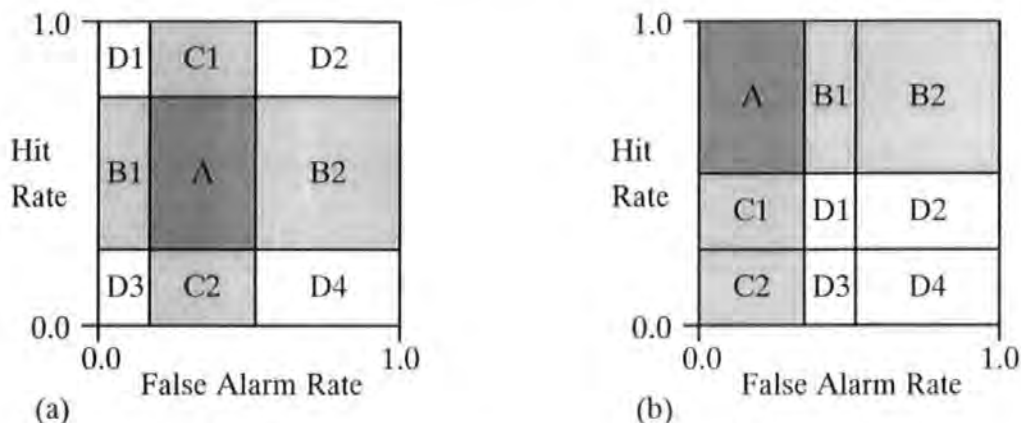 1.0
D1 C1 D2
Hit
Rate
B1 A B2
D3 C2 D4
0.0
0.0 1.0
False Alarm Rate
(a)
1.0
A B1 B2
Hit
Rate
C1 D1 D2
C2 D3 D4
0.0
0.0 1.0
False Alarm Rate
(b)